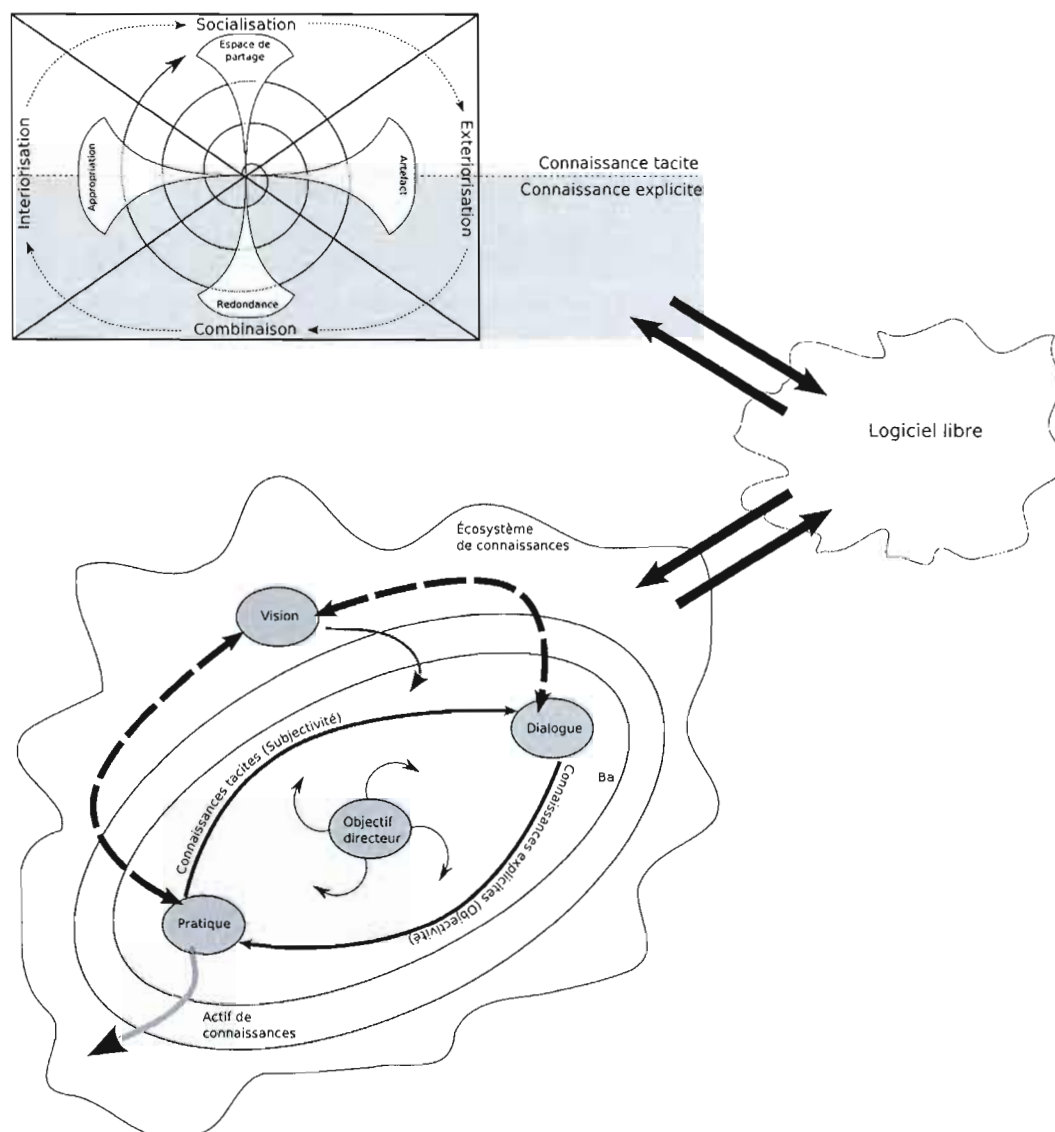 Socialisation
Espace de
partage
Interiorisation
Appropriation
Artefact
Exteriorisation
Connaissance tacite
Connaissance explicite
Redondance
Combinaison
Logiciel libre
Écosystème
de connaissances
Vision
Dialogue
Connaissances tacites (Subjectivité)
Ba
Objectif
directeur
Connaissances explicites (Objectivité)
Pratique
Actif de
connaissances